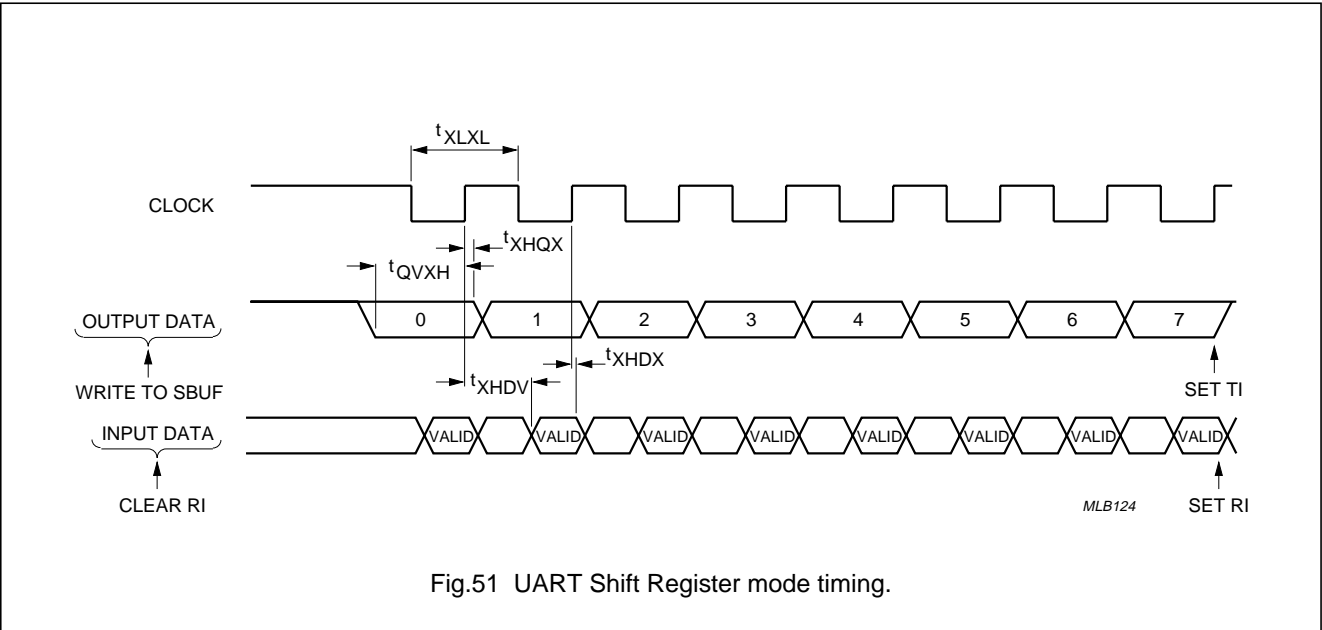 tXLXL
CLOCK
tXHQX
tQVXH
OUTPUT DATA
0 1 2 3 4 5 6 7
WRITE TO SBUF
tXHDV
tXHDX
SET TI
INPUT DATA
VALID VALID VALID VALID VALID VALID VALID VALID
CLEAR RI
MLB124
SET RI
Fig.51 UART Shift Register mode timing.